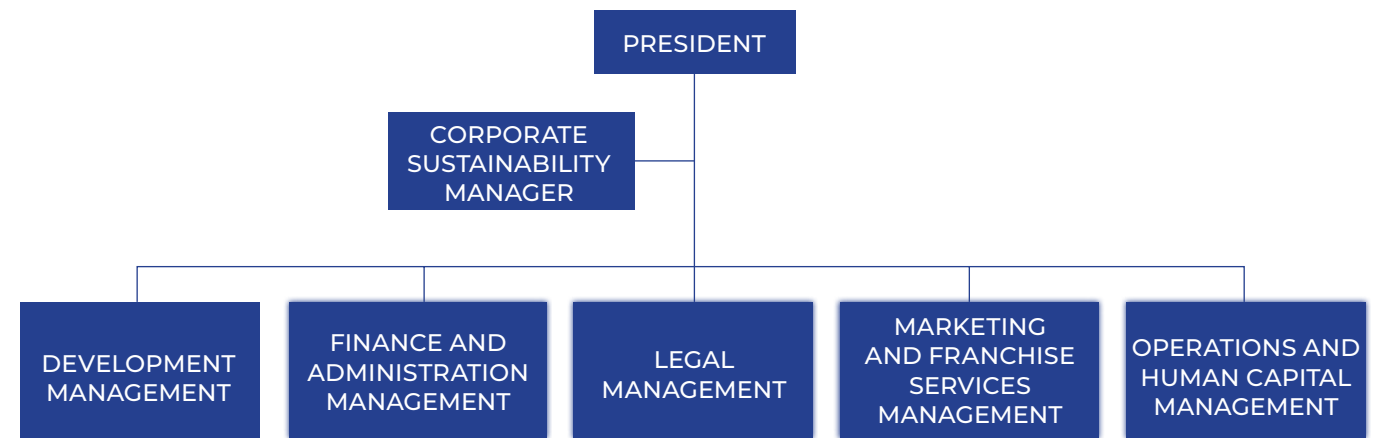 PRESIDENT
CORPORATE
SUSTAINABILITY
MANAGER
DEVELOPMENT
MANAGEMENT
FINANCE AND
ADMINISTRATION
MANAGEMENT
LEGAL
MANAGEMENT
MARKETING
AND FRANCHISE
SERVICES
MANAGEMENT
OPERATIONS AND
HUMAN CAPITAL
MANAGEMENT